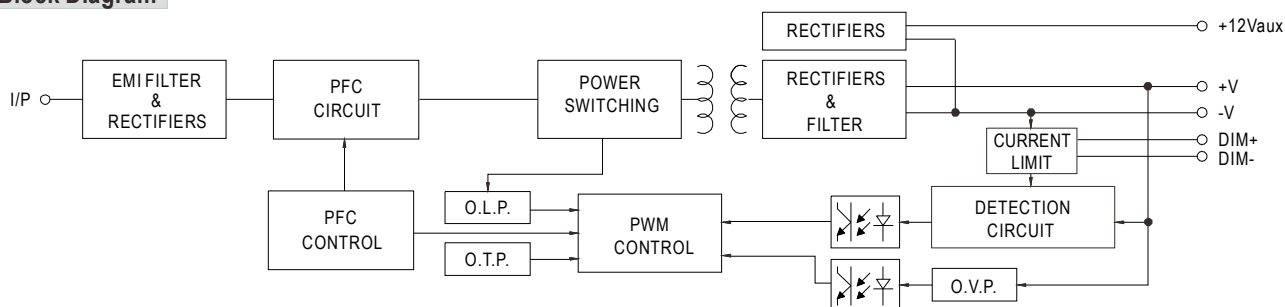 Block Diagram
I/P
EMI FILTER
&
RECTIFIERS
PFC
CIRCUIT
POWER
SWITCHING
RECTIFIERS
RECTIFIERS
&
FILTER
+12Vaux
+V
-V
DIM+
DIM-
CURRENT
LIMIT
PFC
CONTROL
O.L.P.
O.T.P.
PWM
CONTROL
DETECTION
CIRCUIT
O.V.P.